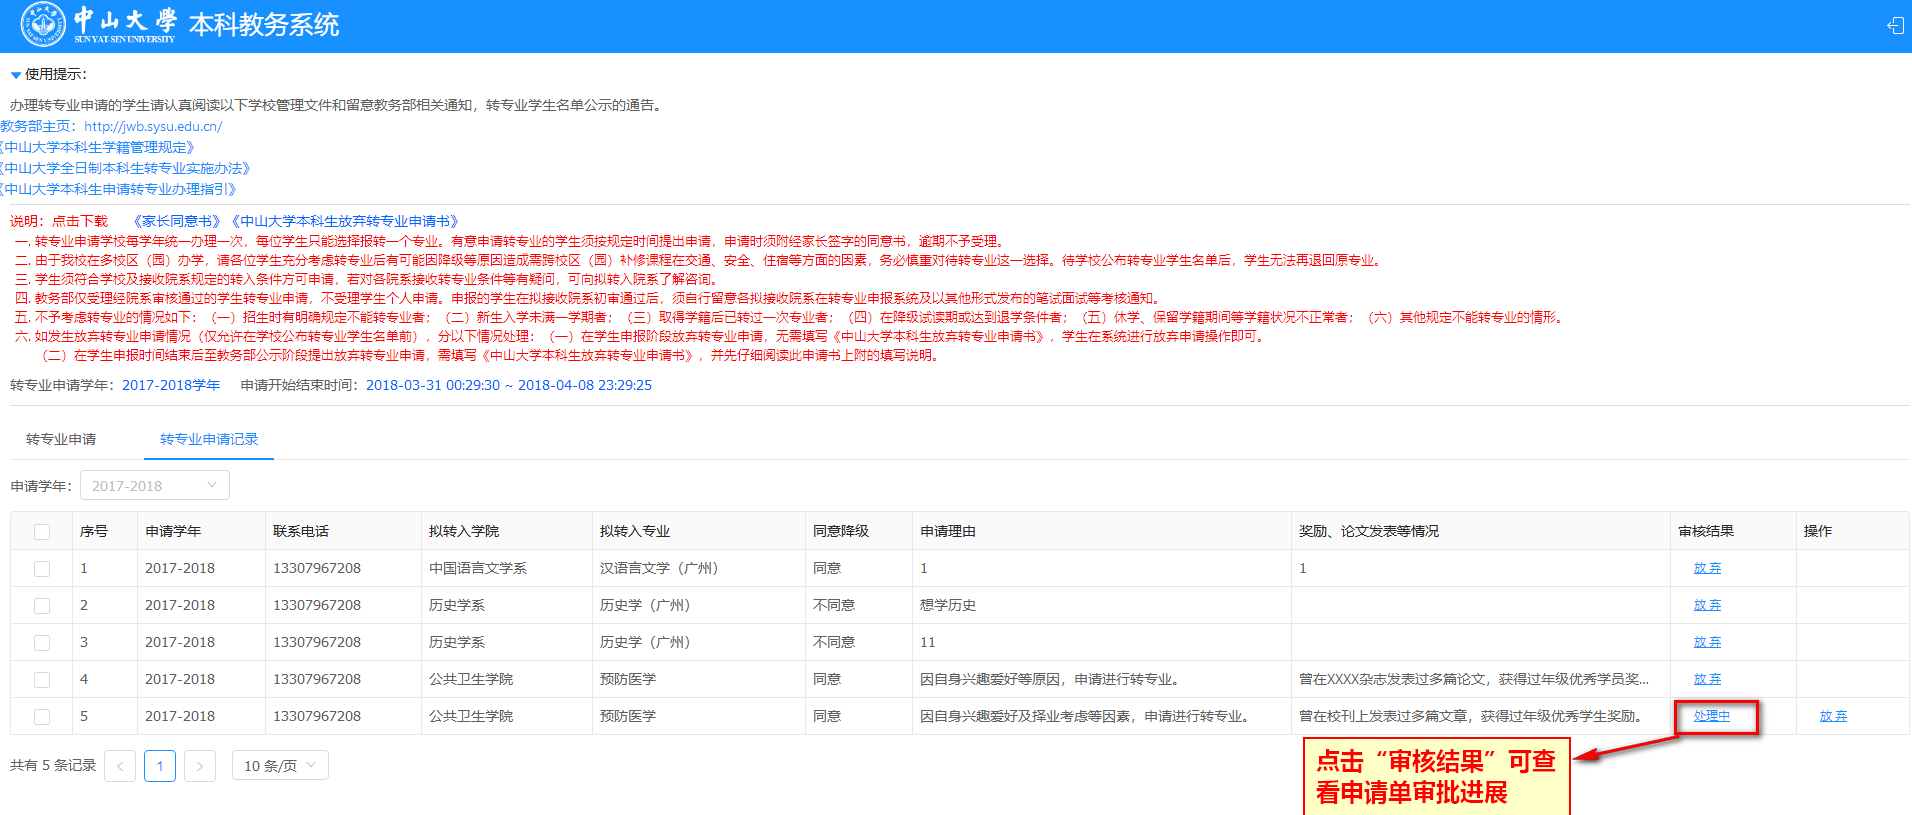 中山大学 本科教务系统
SUN YAT-SEN UNIVERSITY
使用提示：
办理转专业申请的学生请认真阅读以下学校管理文件和留意教务部相关通知，转专业学生名单公示的通告。
教务部主页：http://jwb.sysu.edu.cn/
《中山大学本科生学籍管理规定》
《中山大学全日制本科生转专业实施办法》
《中山大学本科生申请转专业办理指引》
说明：点击下载 《家长同意书》《中山大学本科生放弃转专业申请书》
一. 转专业申请学校每学年统一办理一次，每位学生只能选择报转一个专业。有意申请转专业的学生须按规定时间提出申请，申请时须附经家长签字的同意书，逾期不予受理。
二. 由于我校在多校区（园）办学，请各位学生充分考虑转专业后有可能因降级等原因造成需跨校区（园）补修课程在交通、安全、住宿等方面的因素，务必慎重对待转专业这一选择。待学校公布转专业学生名单后，学生无法再退回原专业。
三. 学生须符合学校及接收院系规定的转入条件方可申请，若对各院系接收转专业条件等有疑问，可向拟转入院系了解咨询。
四. 教务部仅受理经院系审核通过的学生转专业申请，不受理学生个人申请。申报的学生在拟接收院系初审通过后，须自行留意各拟接收院系在转专业申报系统及以其他形式发布的笔试面试等考核通知。
五. 不予考虑转专业的情况如下：（一）招生时有明确规定不能转专业者；（二）新生入学未满一学期者；（三）取得学籍后已转过一次专业者；（四）在降级试读期或达到退学条件者；（五）休学、保留学籍期间等学籍状况不正常者；（六）其他规定不能转专业的情形。
六. 如发生放弃转专业申请情况（仅允许在学校公布转专业学生名单前），分以下情况处理：（一）在学生申报阶段放弃转专业申请，无需填写《中山大学本科生放弃转专业申请书》，学生在系统进行放弃申请操作即可。
（二）在学生申报时间结束后至教务部公示阶段提出放弃转专业申请，需填写《中山大学本科生放弃转专业申请书》，并先仔细阅读此申请书上附的填写说明。
转专业申请学年：2017-2018学年 申请开始结束时间：2018-03-31 00:29:30 ~ 2018-04-08 23:29:25
转专业申请 转专业申请记录
申请学年：2017-2018
序号 申请学年 联系电话 拟转入学院 拟转入专业 同意降级 申请理由 奖励、论文发表等情况 审核结果 操作
1 2017-2018 13307967208 中国语言文学系 汉语言文学（广州） 同意 1 1 放弃
2 2017-2018 13307967208 历史学系 历史学（广州） 不同意 想学历史 放弃
3 2017-2018 13307967208 历史学系 历史学（广州） 不同意 11 放弃
4 2017-2018 13307967208 公共卫生学院 预防医学 同意 因自身兴趣爱好等原因，申请进行转专业。 曾在XXXX杂志发表过多篇论文，获得过年级优秀学员奖... 放弃
5 2017-2018 13307967208 公共卫生学院 预防医学 同意 因自身兴趣爱好及择业考虑等因素，申请进行转专业。 曾在校刊上发表过多篇文章，获得过年级优秀学生奖励。 处理中 放弃
共有 5 条记录 < 1 > 10 条/页
点击“审核结果”可查
看申请单审批进展